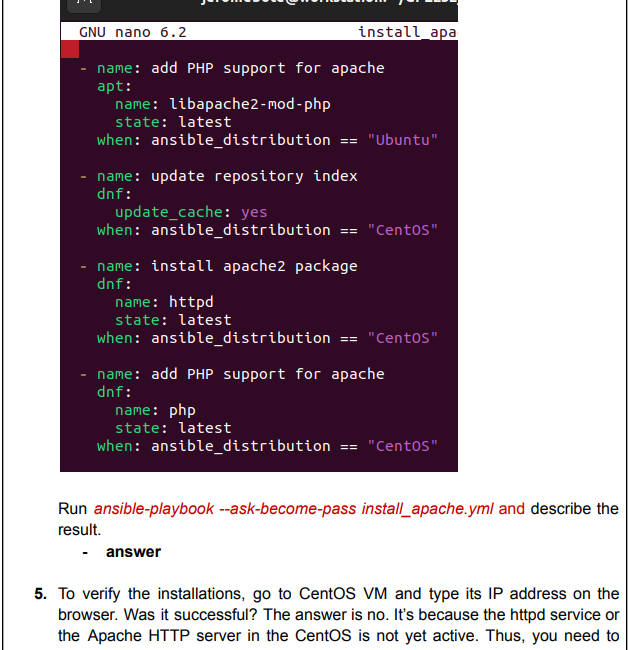 GNU nano 6.2 install_apa
- name: add PHP support for apache
apt:
name: libapache2-mod-php
state: latest
when: ansible_distribution == "Ubuntu"
- name: update repository index
dnf:
update_cache: yes
when: ansible_distribution == "CentOS"
- name: install apache2 package
dnf:
name: httpd
state: latest
when: ansible_distribution == "CentOS"
- name: add PHP support for apache
dnf:
name: php
state: latest
when: ansible_distribution == "CentOS"
Run ansible-playbook --ask-become-pass install_apache.yml and describe the
result.
- answer
5. To verify the installations, go to CentOS VM and type its IP address on the
browser. Was it successful? The answer is no. It’s because the httpd service or
the Apache HTTP server in the CentOS is not yet active. Thus, you need to